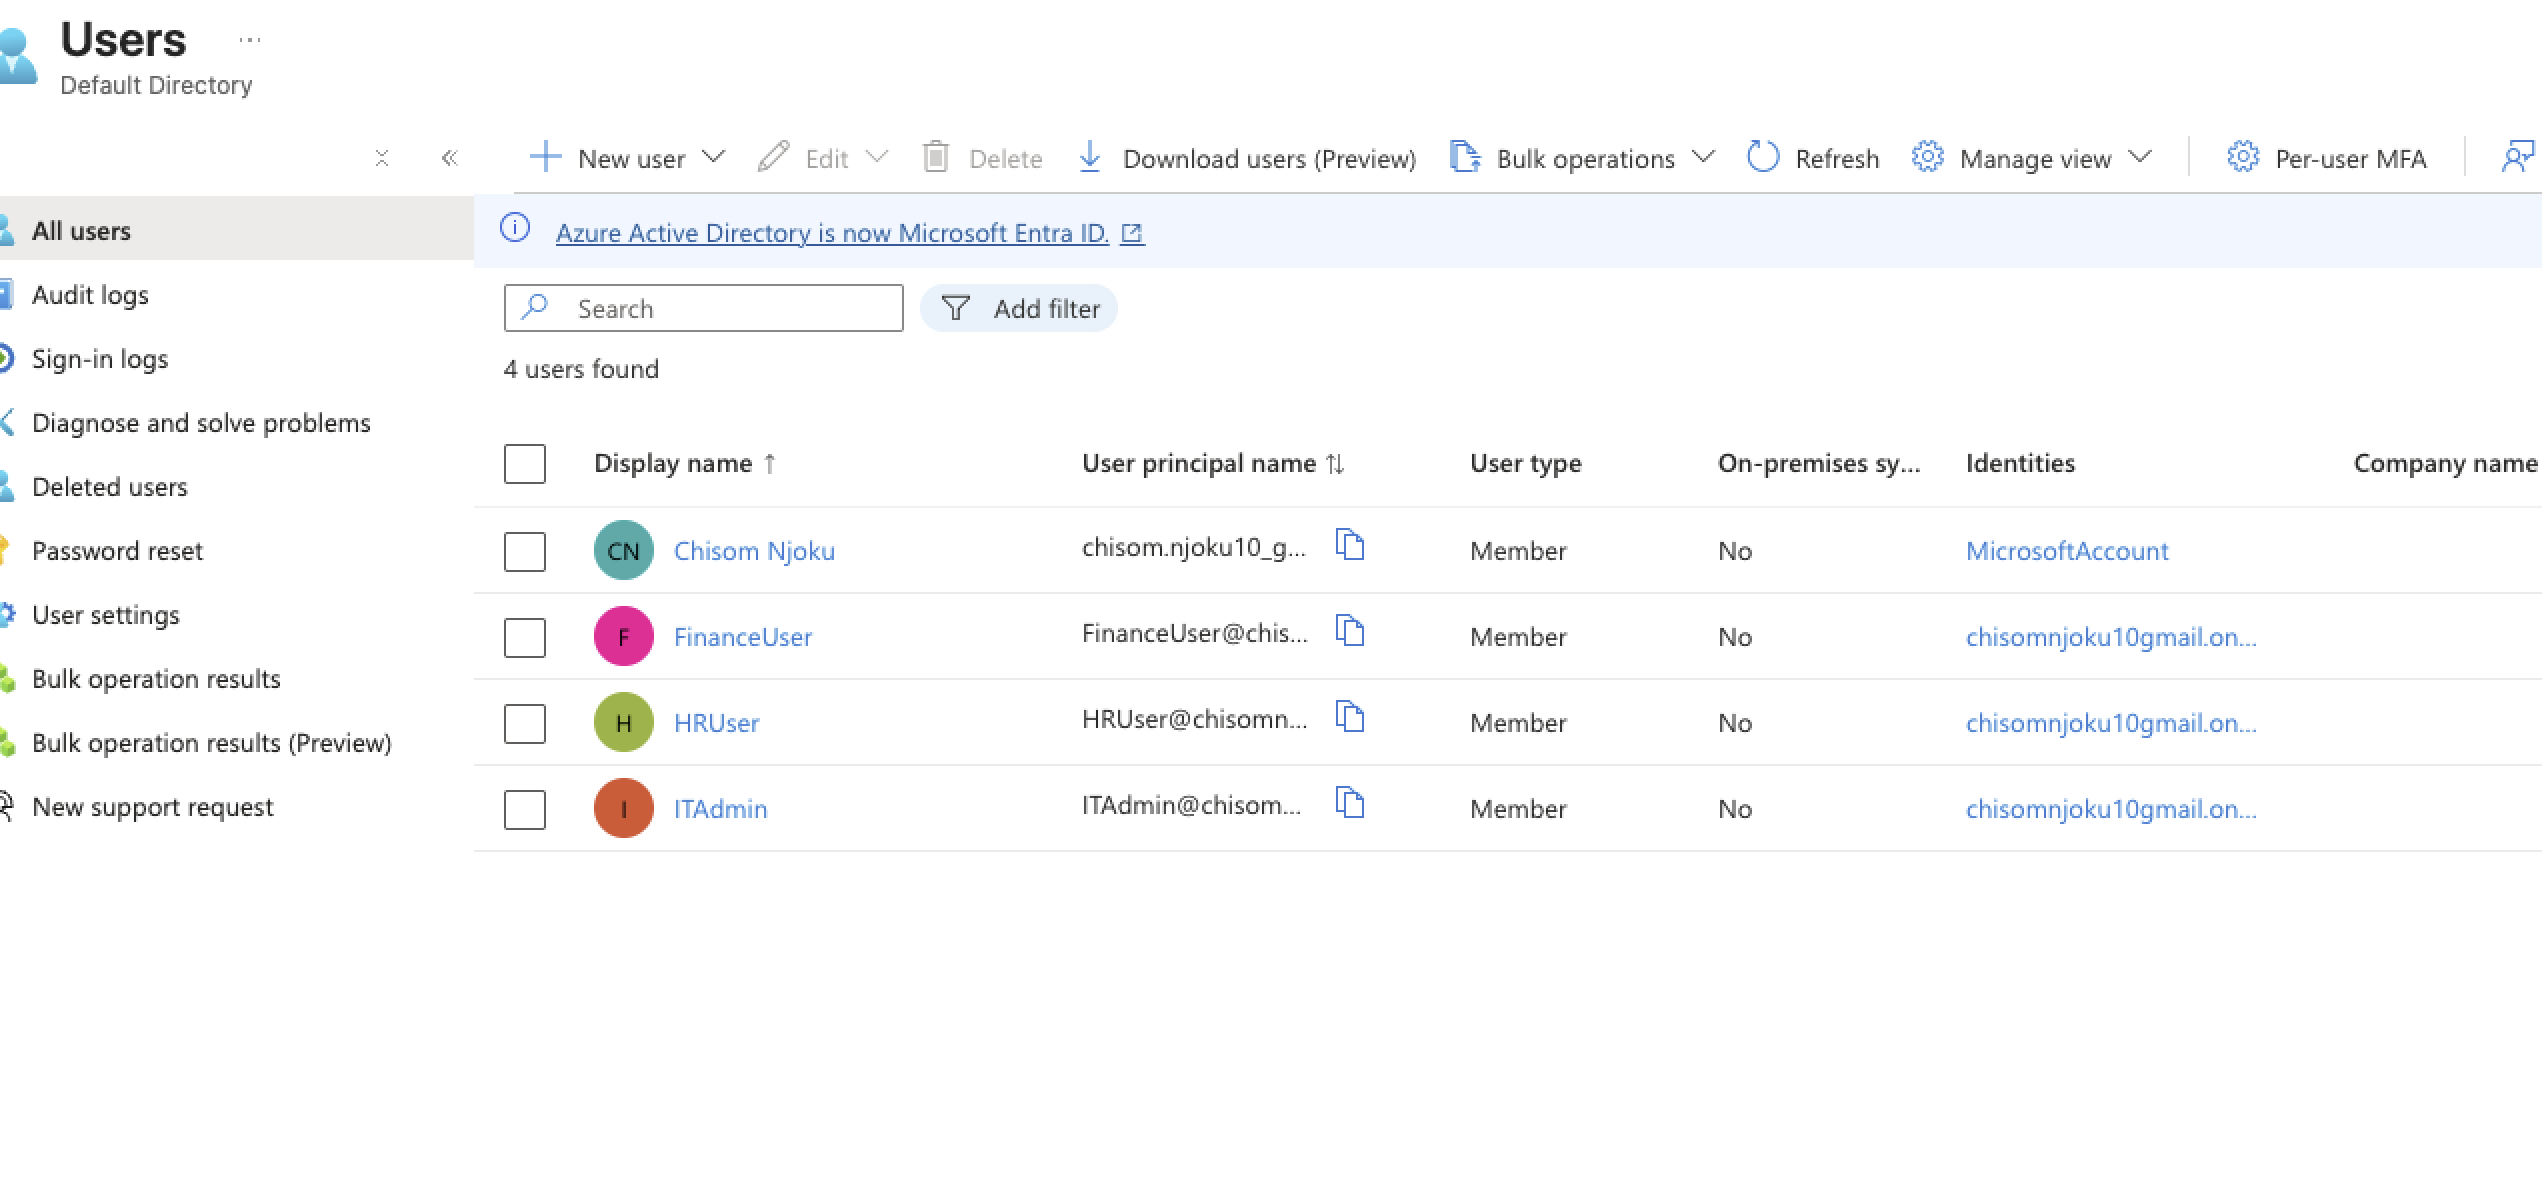 Users ...
Default Directory
New user Edit Delete Download users (Preview) Bulk operations Refresh Manage view Per-user MFA
All users
Audit logs
Sign-in logs
Diagnose and solve problems
Deleted users
Password reset
User settings
Bulk operation results
Bulk operation results (Preview)
New support request
Azure Active Directory is now Microsoft Entra ID.
Search Add filter
4 users found
Display name User principal name User type On-premises sy... Identities Company name
CN Chisom Njoku chisom.njoku10_g... Member No MicrosoftAccount
F FinanceUser FinanceUser@chis... Member No chisomnjoku10gmail.on...
H HRUser HRUser@chisomn... Member No chisomnjoku10gmail.on...
I ITAdmin ITAdmin@chisom... Member No chisomnjoku10gmail.on...